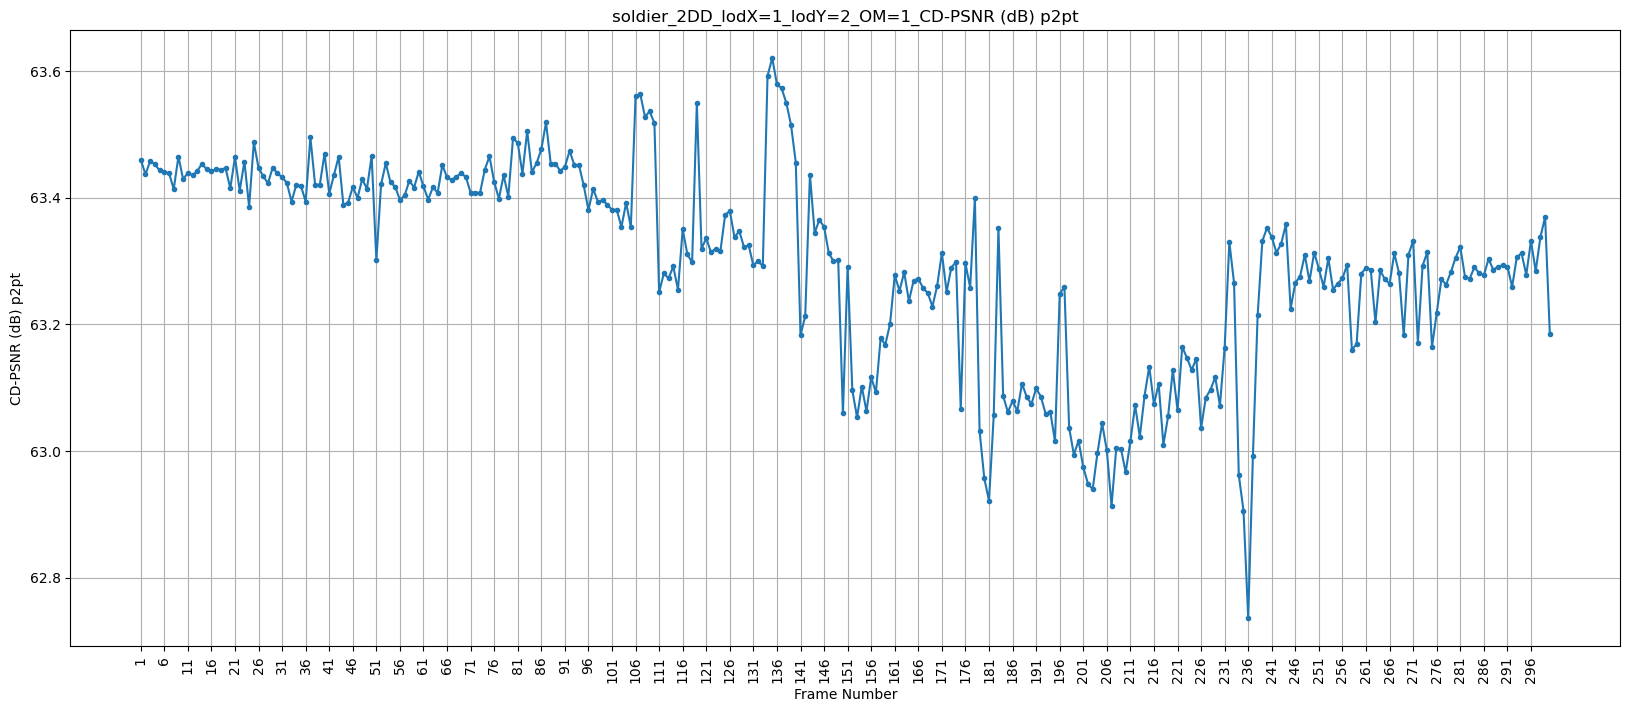 soldier_2DD_lodX=1_lodY=2_OM=1_CD-PSNR (dB) p2pt
CD-PSNR (dB) p2pt
63.6
63.4
63.2
63.0
62.8
1 6 11 16 21 26 31 36 41 46 51 56 61 66 71 76 81 86 91 96 101 106 111 116 121 126 131 136 141 146 151 156 161 166 171 176 181 186 191 196 201 206 211 216 221 226 231 236 241 246 251 256 261 266 271 276 281 286 291 296
Frame Number